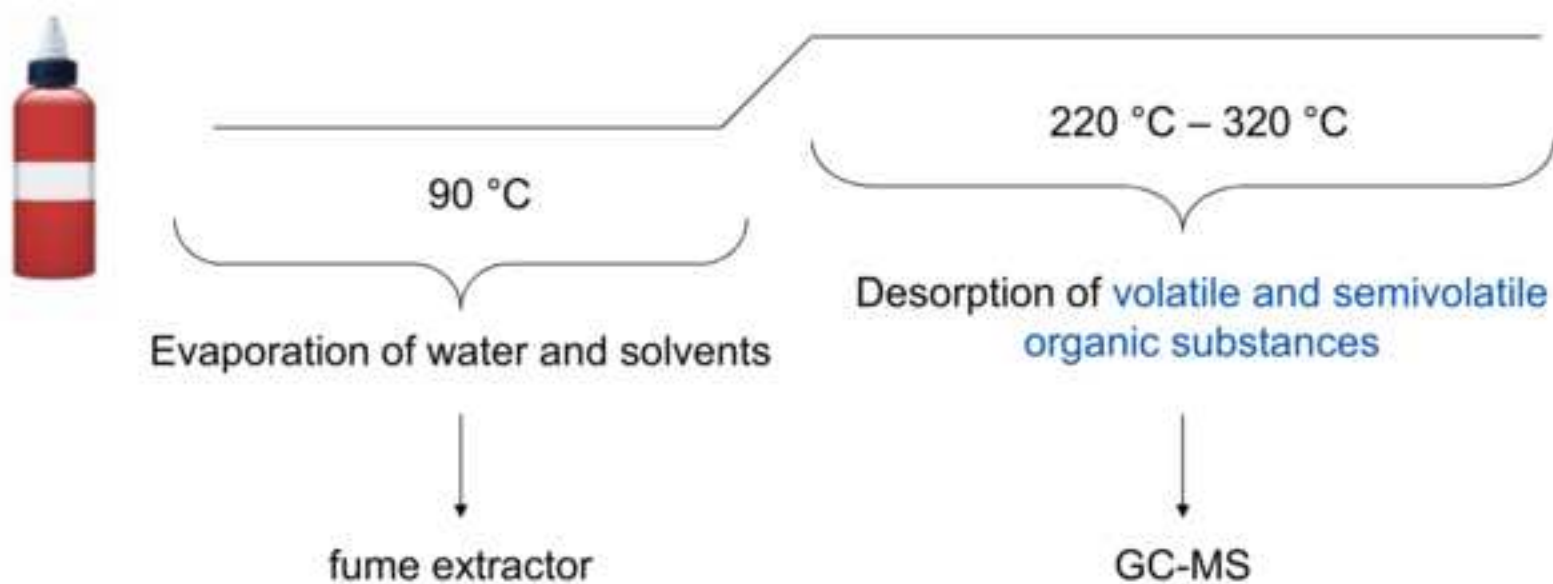 220 °C – 320 °C
90 °C
Desorption of volatile and semivolatile
organic substances
Evaporation of water and solvents
fume extractor
GC-MS